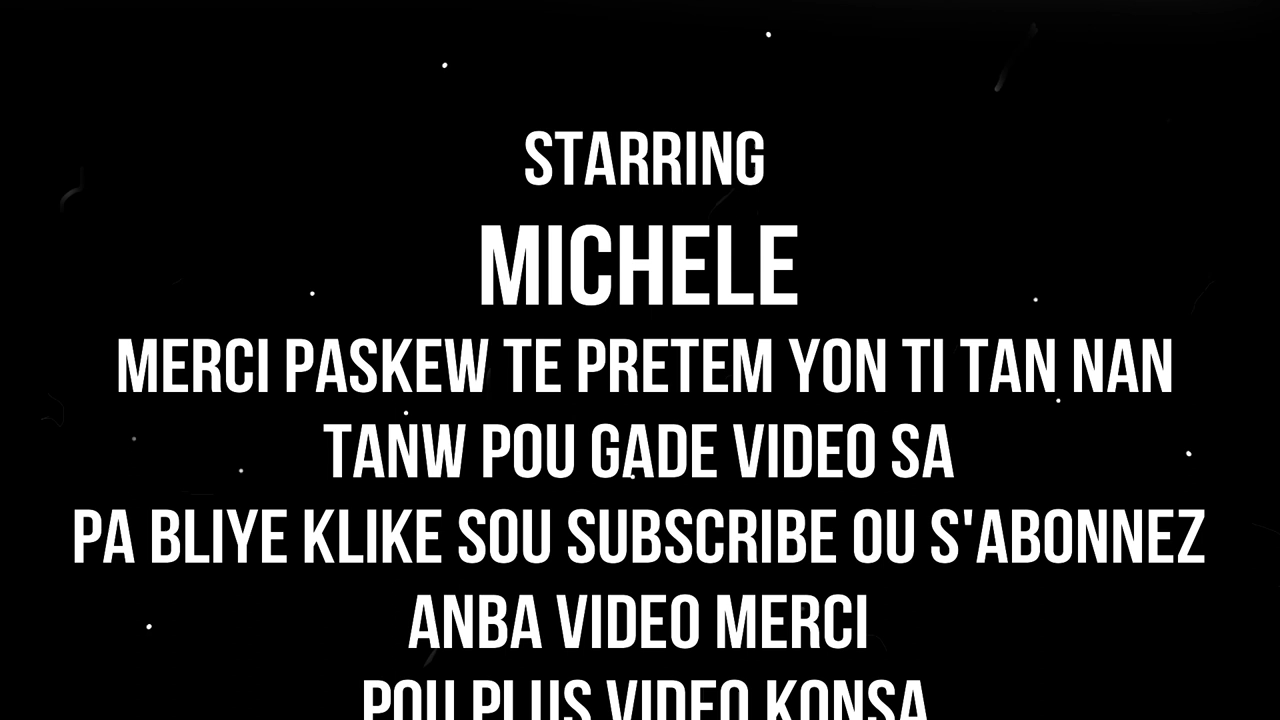 STARRING
MICHELE
MERCI PASKEW TE PRETEM YON TI TAN NAN
TANW POU GADE VIDEO SA
PA BLIYE KLIKE SOU SUBSCRIBE OU S'ABONNEZ
ANBA VIDEO MERCI
POU PLUS VIDEO KONSA